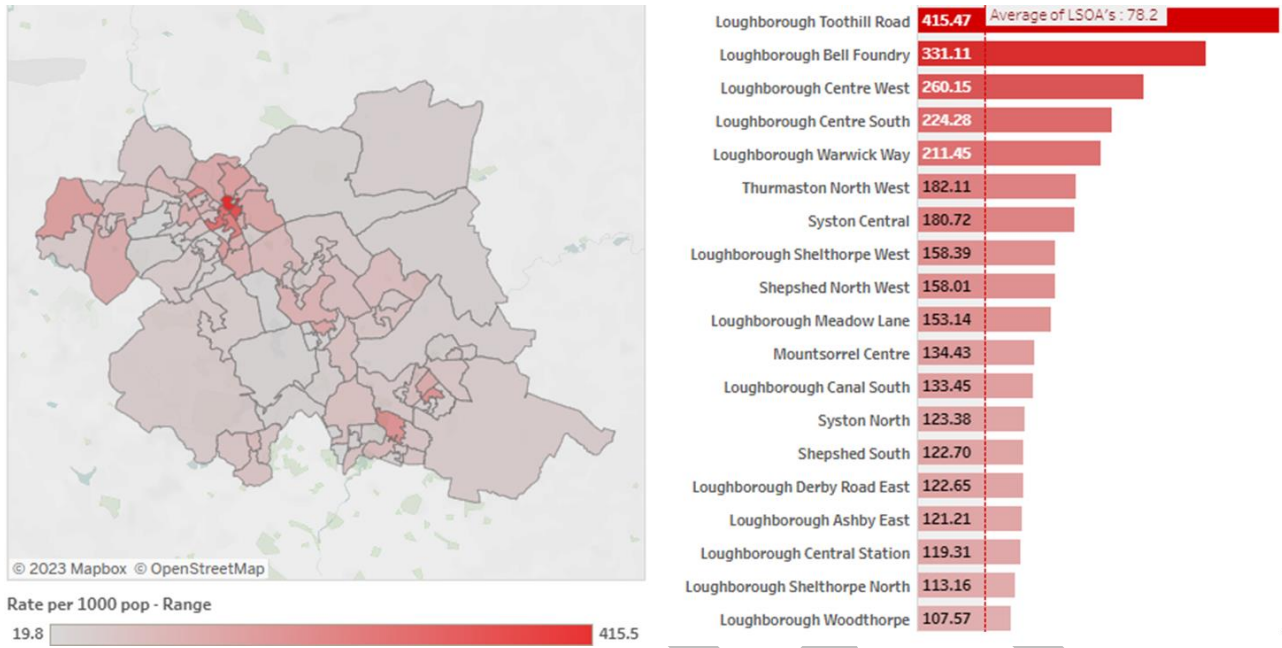 © 2023 Mapbox © OpenStreetMap
Rate per 1000 pop - Range
19.8 415.5
Average of LSOA's : 78.2
Loughborough Toothill Road 415.47
Loughborough Bell Foundry 331.11
Loughborough Centre West 260.15
Loughborough Centre South 224.28
Loughborough Warwick Way 211.45
Thurmaston North West 182.11
Syston Central 180.72
Loughborough Shelthorpe West 158.39
Shepshed North West 158.01
Loughborough Meadow Lane 153.14
Mountsorrel Centre 134.43
Loughborough Canal South 133.45
Syston North 123.38
Shepshed South 122.70
Loughborough Derby Road East 122.65
Loughborough Ashby East 121.21
Loughborough Central Station 119.31
Loughborough Shelthorpe North 113.16
Loughborough Woodthorpe 107.57